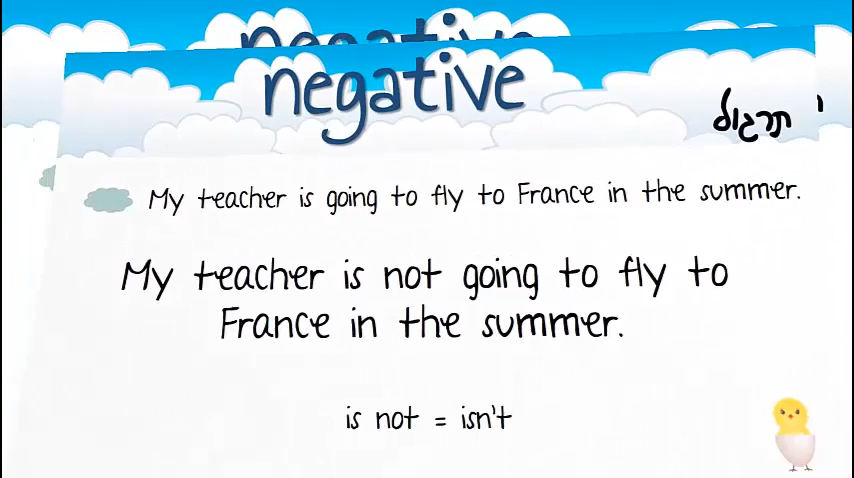 negative
negative
תרגול
My teacher is going to fly to France in the summer.
My teacher is not going to fly to
France in the summer.
is not = isn't